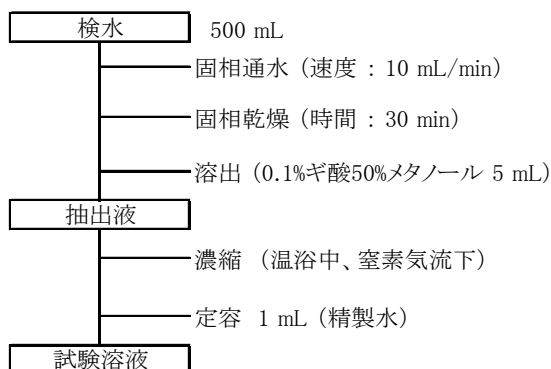 検水 500 mL
固相通水（速度 : 10 mL/min）
固相乾燥（時間 : 30 min）
溶出（0.1%ギ酸50%メタノール 5 mL）
抽出液
濃縮 （温浴中、窒素気流下）
定容 1 mL（精製水）
試験溶液